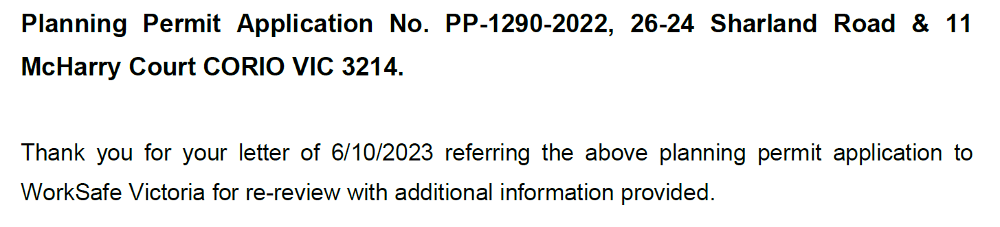 Planning Permit Application No. PP-1290-2022, 26-24 Sharland Road & 11
McHarry Court CORIO VIC 3214.
Thank you for your letter of 6/10/2023 referring the above planning permit application to
WorkSafe Victoria for re-review with additional information provided.